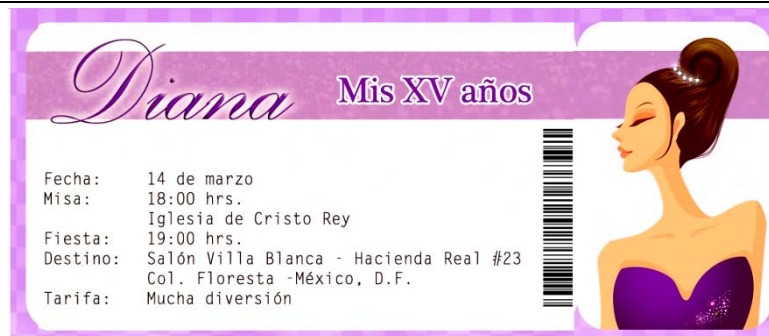 Diana
Mis XV años
Fecha: 14 de marzo
Misa: 18:00 hrs.
Iglesia de Cristo Rey
Fiesta: 19:00 hrs.
Destino: Salón Villa Blanca - Hacienda Real #23
Col. Floresta -México, D.F.
Tarifa: Mucha diversión